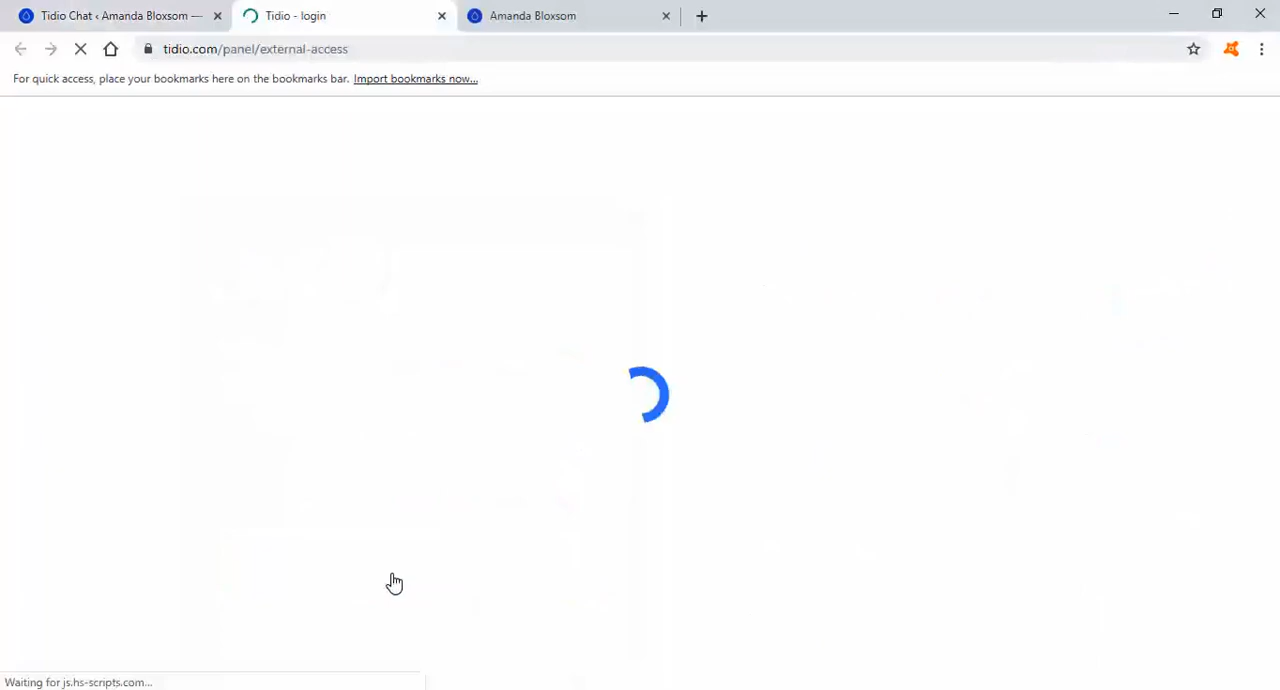 Tidio Chat ‹ Amanda Bloxsom —
Tidio - login
Amanda Bloxsom
tidio.com/panel/external-access
For quick access, place your bookmarks here on the bookmarks bar. Import bookmarks now...
Waiting for js.hs-scripts.com...